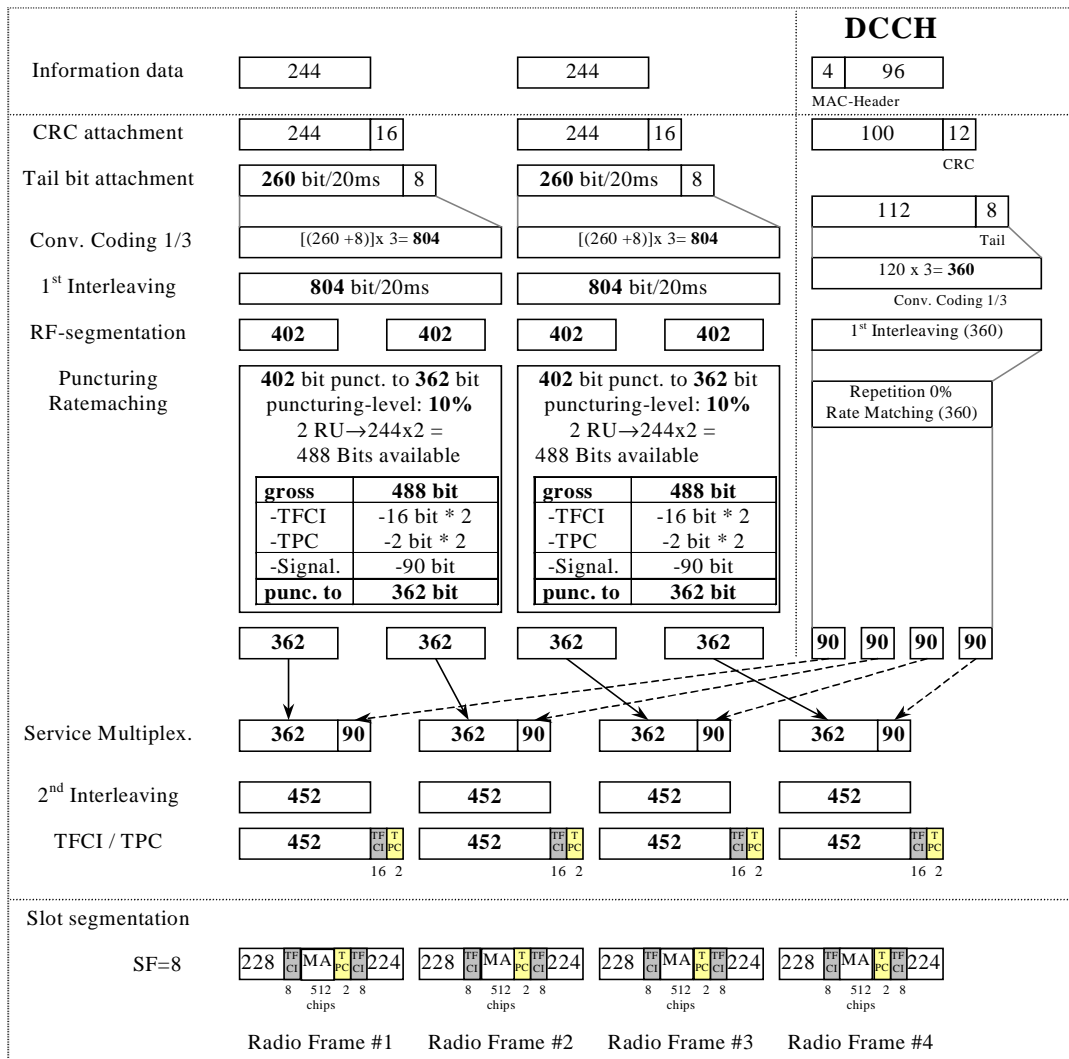 DCCH
Information data 244 244 4 96
MAC-Header
CRC attachment 244 16 244 16 100 12
CRC
Tail bit attachment 260 bit/20ms 8 260 bit/20ms 8
112 8
Tail
Conv. Coding 1/3 [(260 +8)]x 3= 804 [(260 +8)]x 3= 804
120 x 3= 360
Conv. Coding 1/3
1st Interleaving 804 bit/20ms 804 bit/20ms
RF-segmentation 402 402 402 402 1st Interleaving (360)
Puncturing
Ratemaching
402 bit punct. to 362 bit
puncturing-level: 10%
2 RU→244x2 =
488 Bits available
gross 488 bit
-TFCI -16 bit * 2
-TPC -2 bit * 2
-Signal. -90 bit
punc. to 362 bit
402 bit punct. to 362 bit
puncturing-level: 10%
2 RU→244x2 =
488 Bits available
gross 488 bit
-TFCI -16 bit * 2
-TPC -2 bit * 2
-Signal. -90 bit
punc. to 362 bit
Repetition 0%
Rate Matching (360)
362 362 362 362 90 90 90 90
Service Multiplex. 362 90 362 90 362 90 362 90
2nd Interleaving 452 452 452 452
TFCI / TPC 452 TF CI T PC 452 TF CI T PC 452 TF CI T PC 452 TF CI T PC
16 2 16 2 16 2 16 2
Slot segmentation
SF=8 228 TF CI MA T PC TF CI 224 228 TF CI MA T PC TF CI 224 228 TF CI MA T PC TF CI 224 228 TF CI MA T PC TF CI 224
8 512 2 8 8 512 2 8 8 512 2 8 8 512 2 8
chips chips chips chips
Radio Frame #1 Radio Frame #2 Radio Frame #3 Radio Frame #4